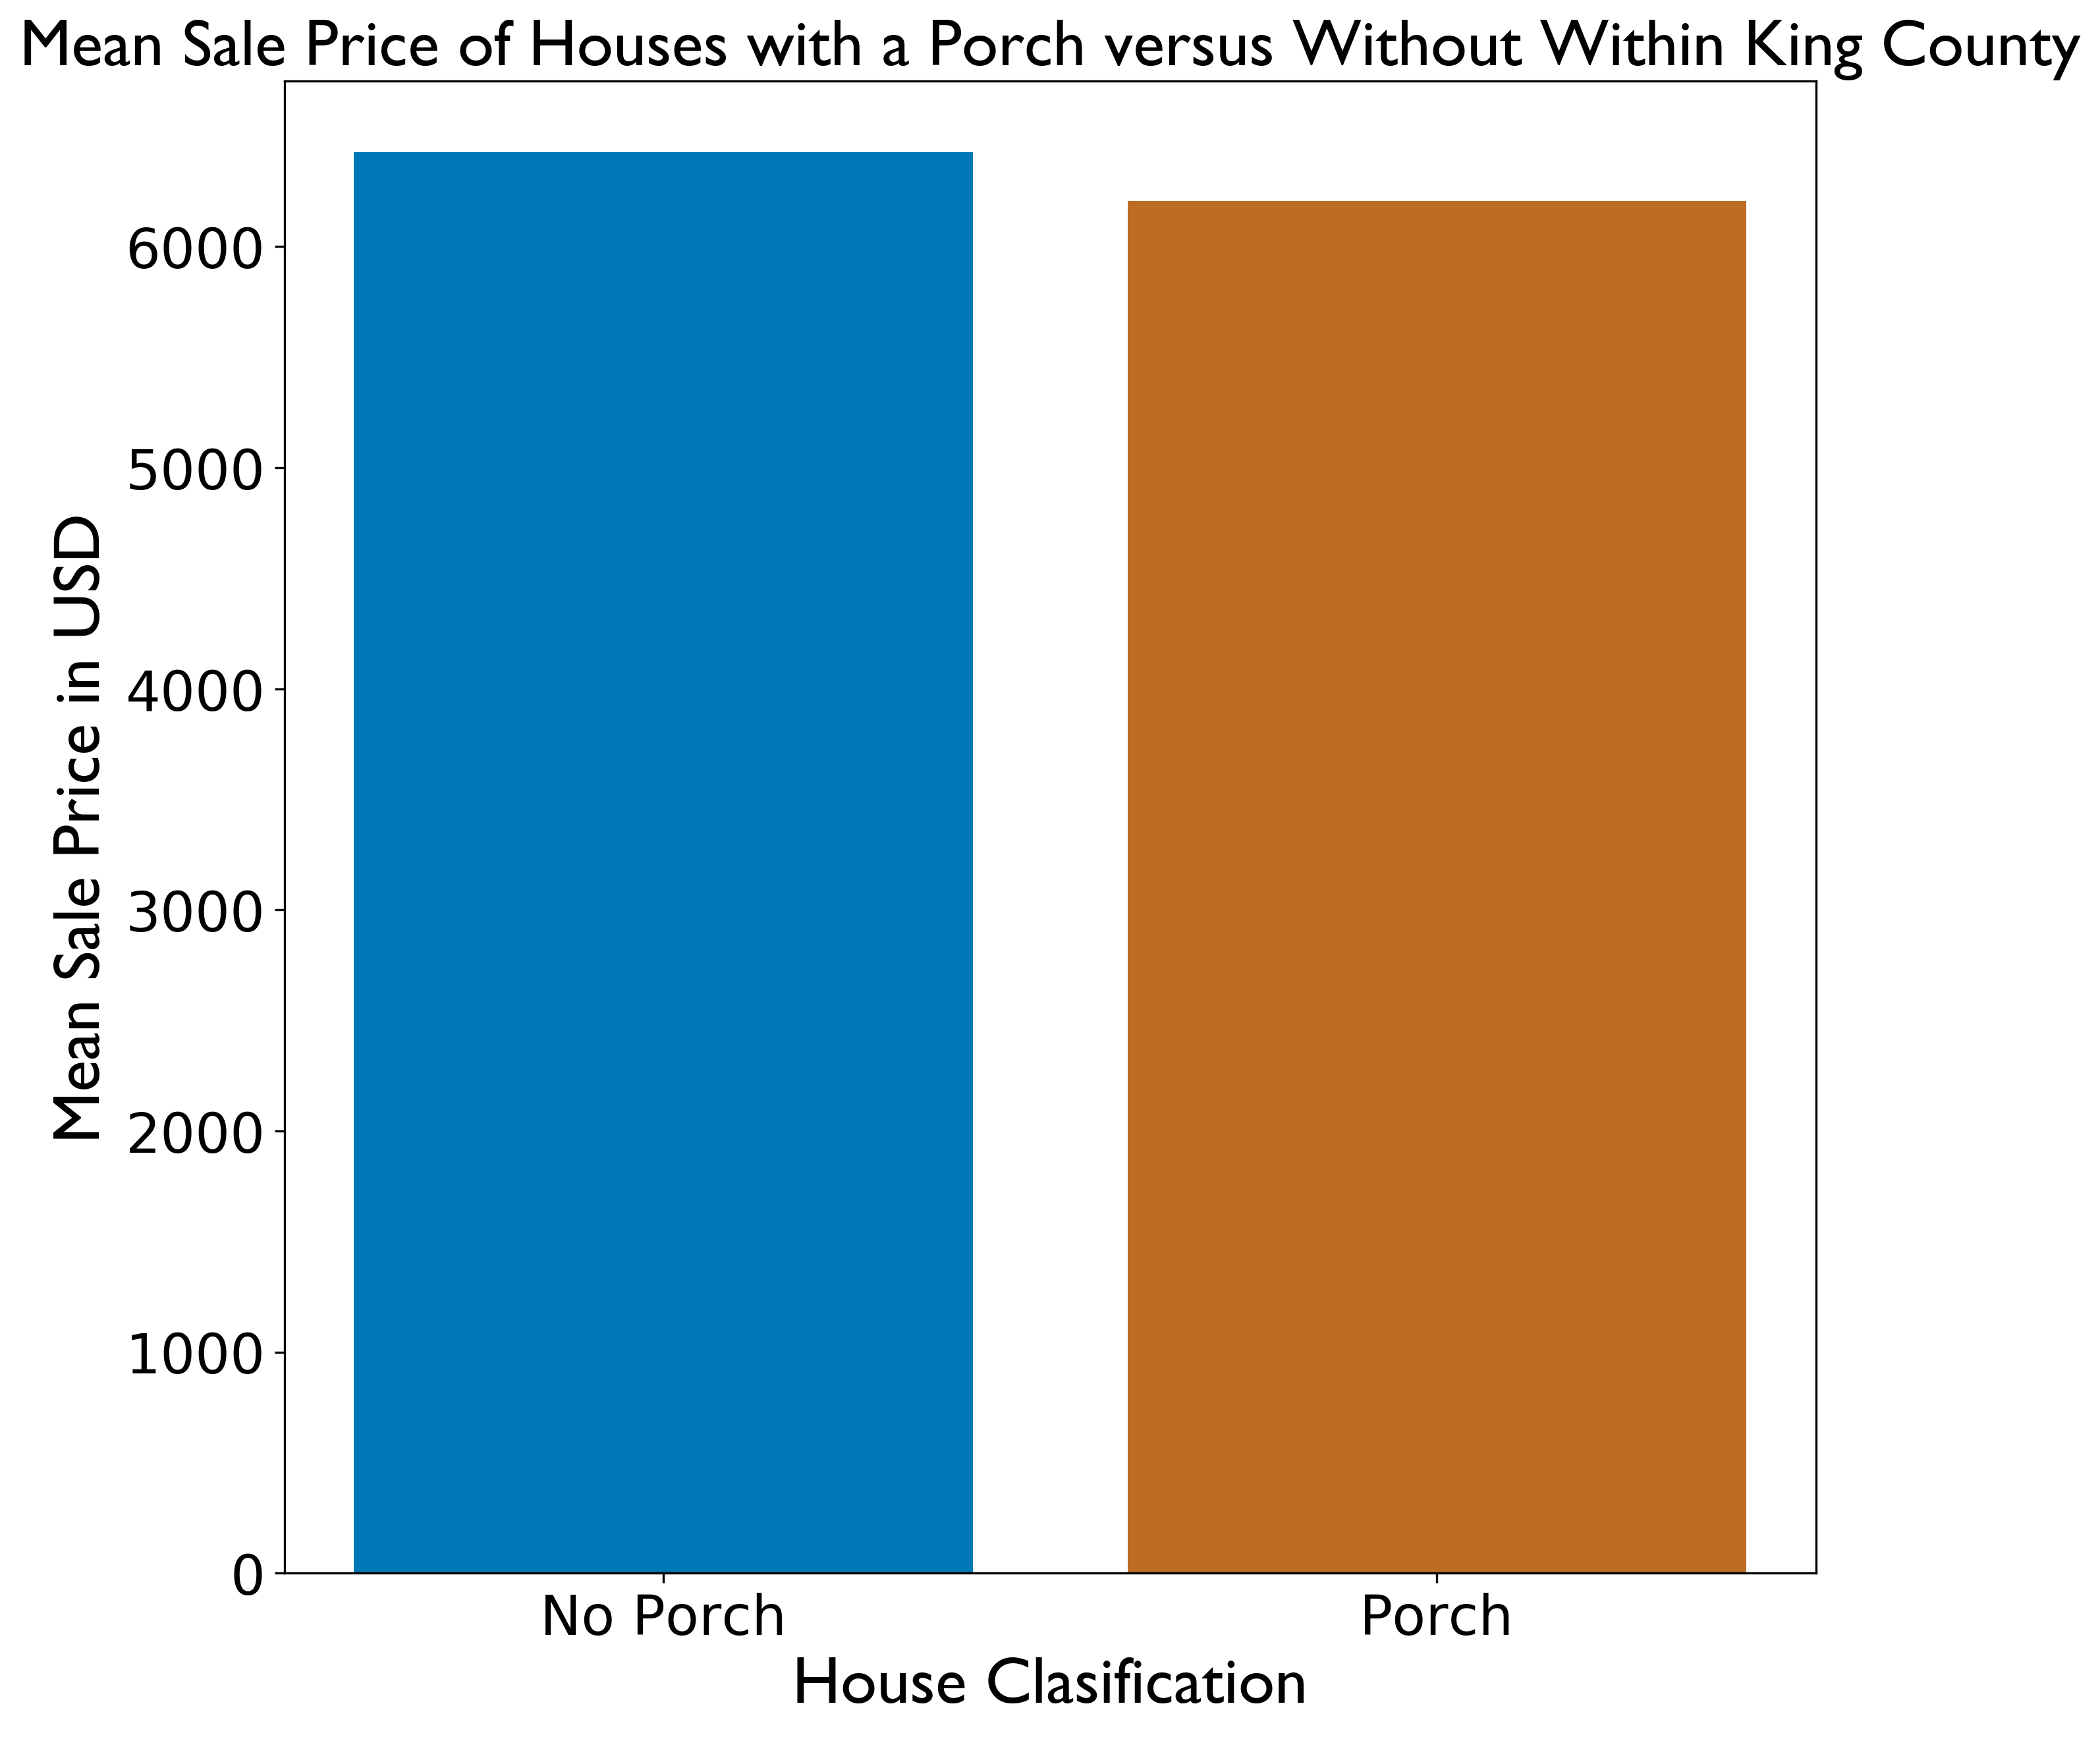 Mean Sale Price of Houses with a Porch versus Without Within King County
Mean Sale Price in USD
6000
5000
4000
3000
2000
1000
0
No Porch
Porch
House Clasification